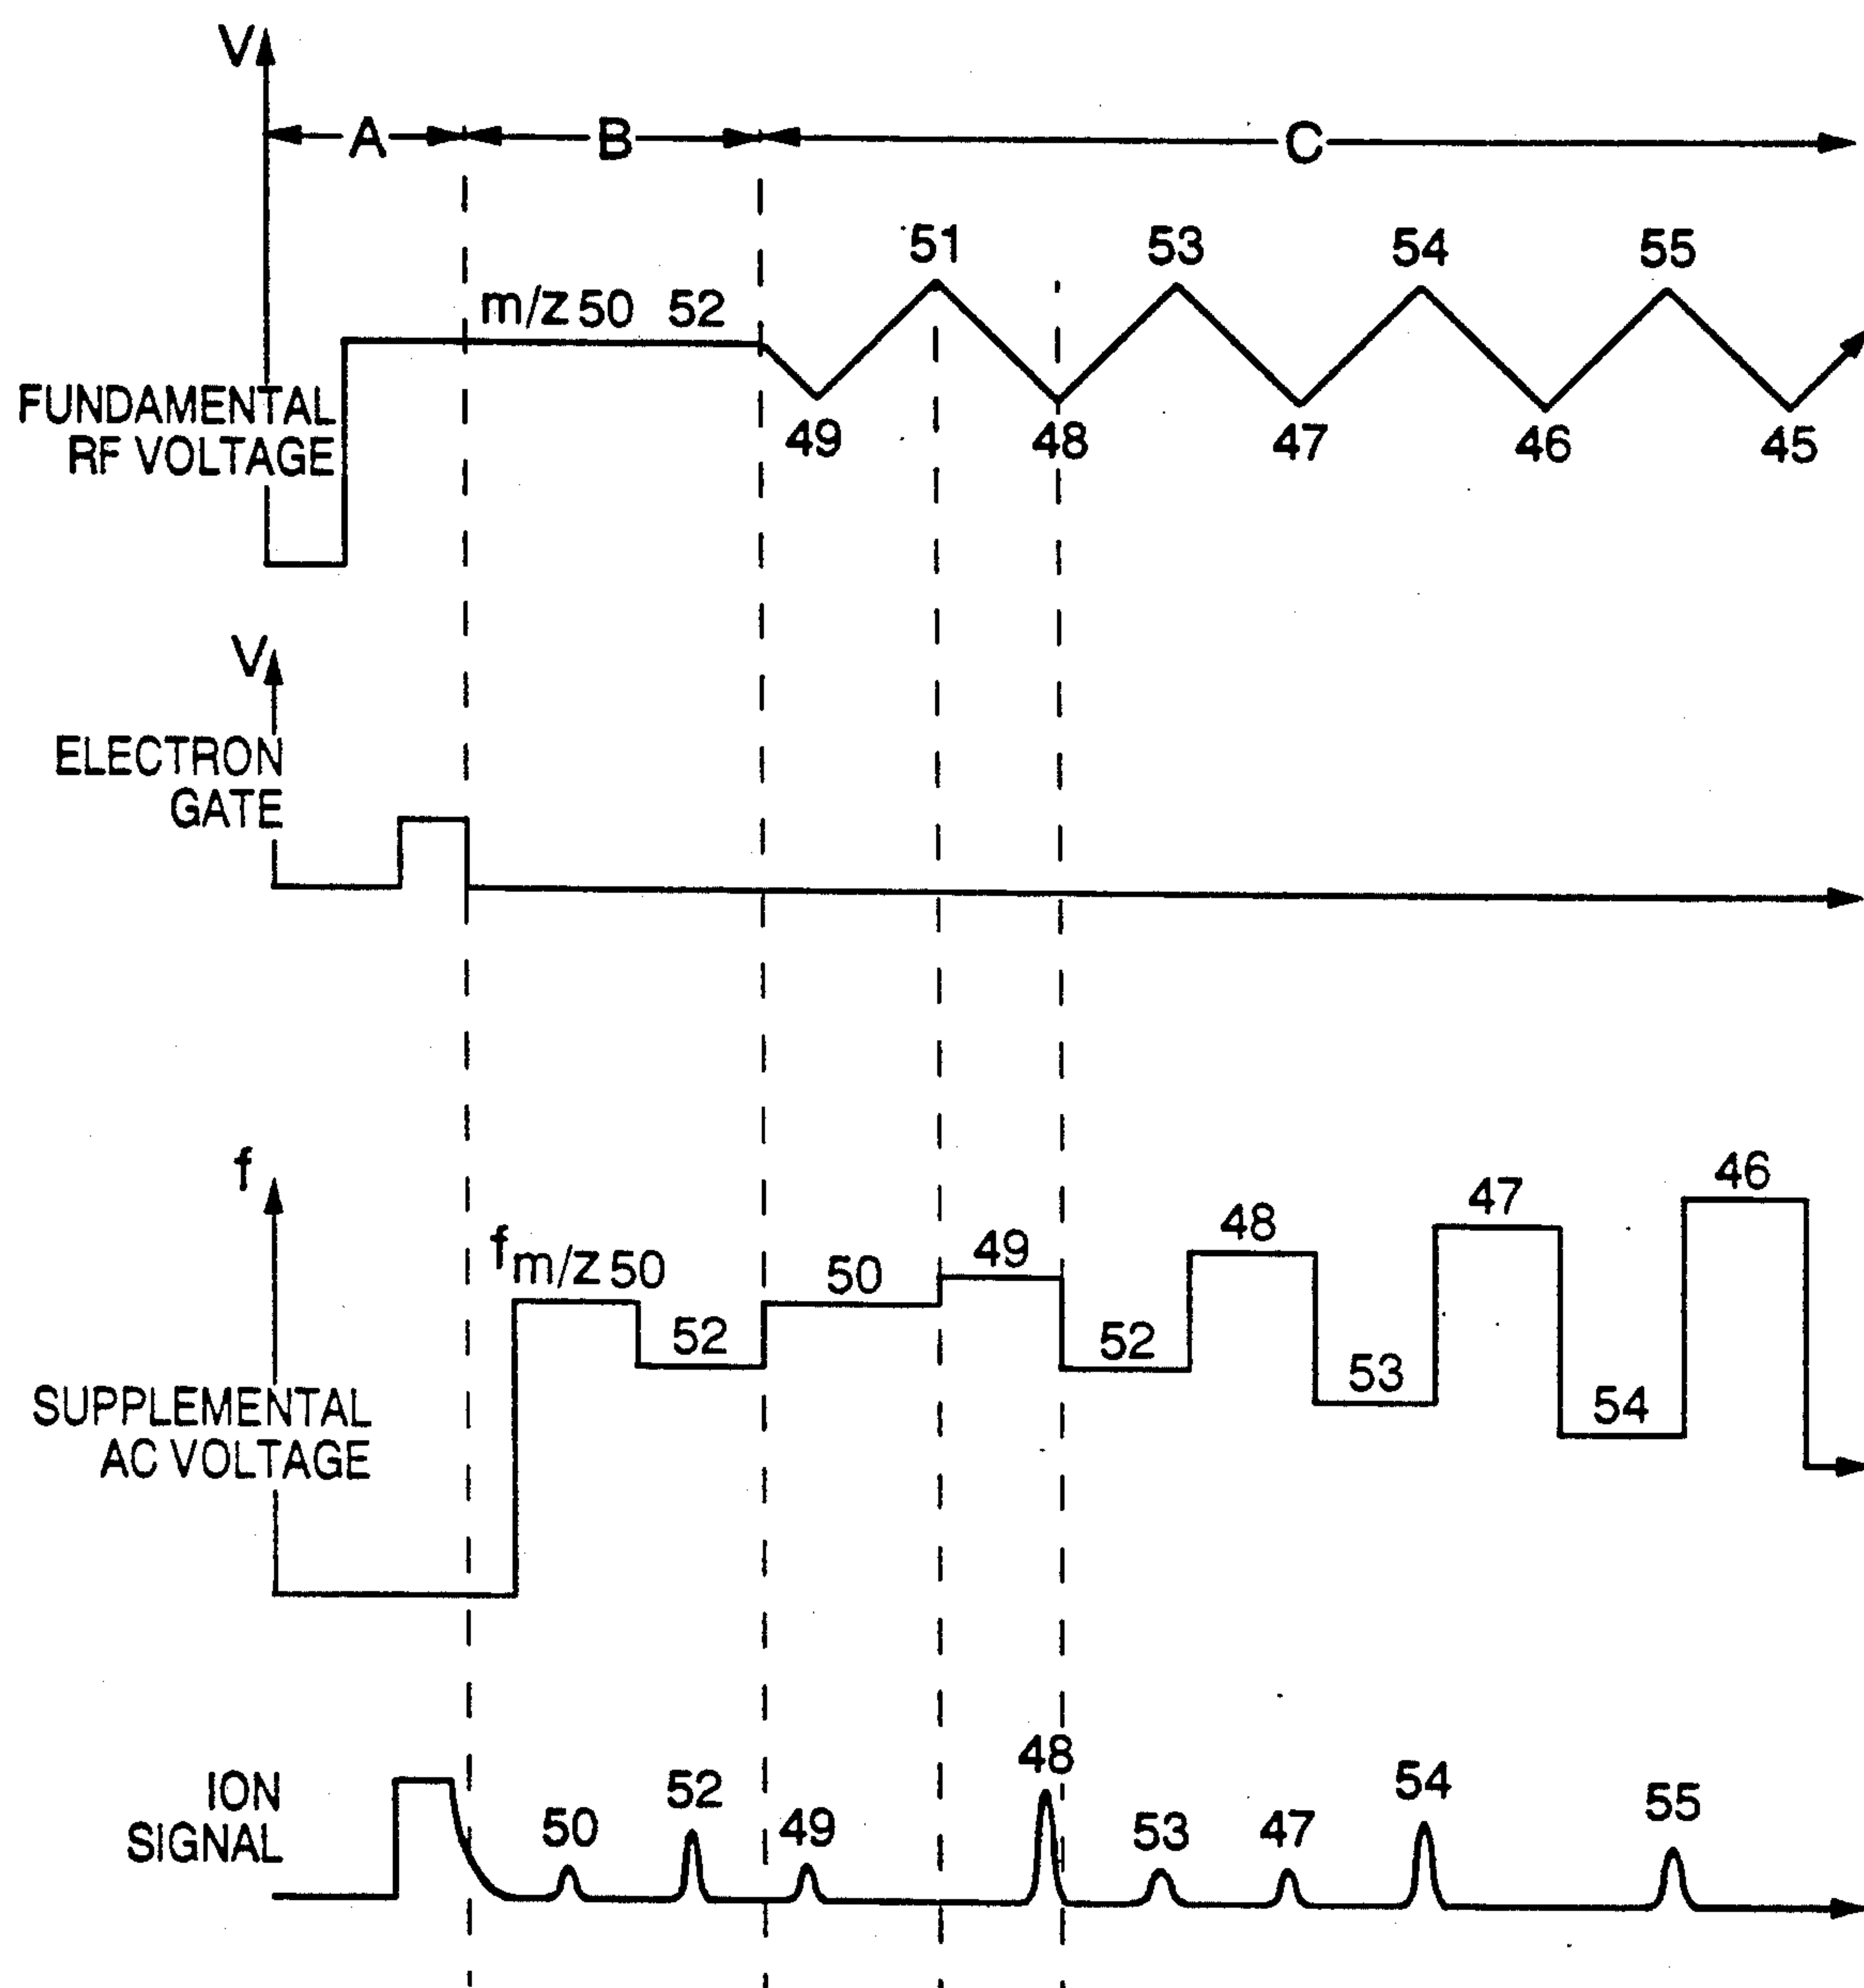 V
A B C
51 53 54 55
m/z 50 52
FUNDAMENTAL
RF VOLTAGE
49 48 47 46 45
V
ELECTRON
GATE
f
46
47
48
49
f m/z 50
50
52
52
53
54
SUPPLEMENTAL
AC VOLTAGE
48
54
52
55
50
49
53
47
ION
SIGNAL